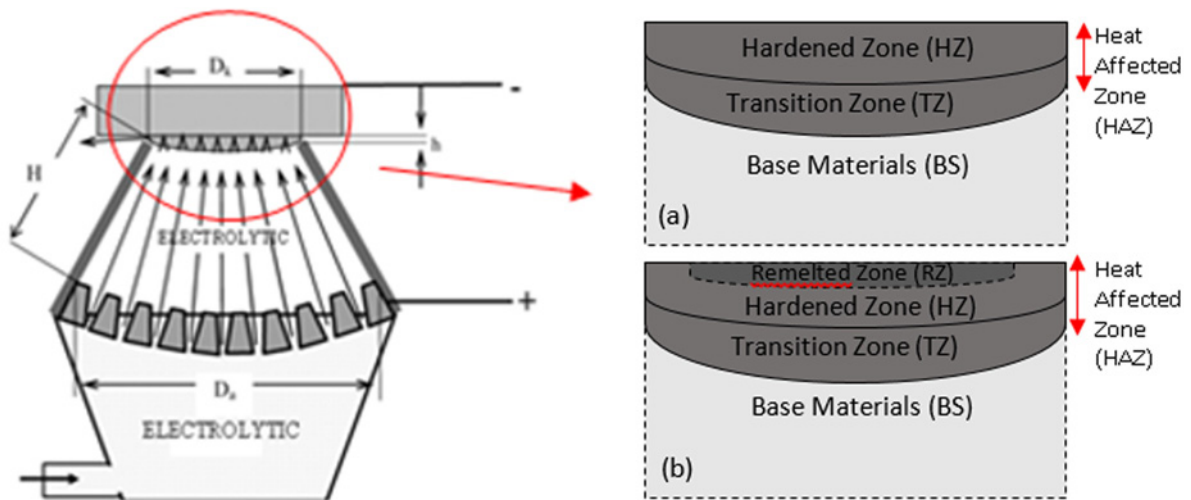 Dk
-
h
H
ELECTROLYTIC
+
Da
ELECTROLYTIC
Hardened Zone (HZ)
Transition Zone (TZ)
Base Materials (BS)
(a)
Heat
Affected
Zone
(HAZ)
Remelted Zone (RZ)
Hardened Zone (HZ)
Transition Zone (TZ)
Base Materials (BS)
(b)
Heat
Affected
Zone
(HAZ)